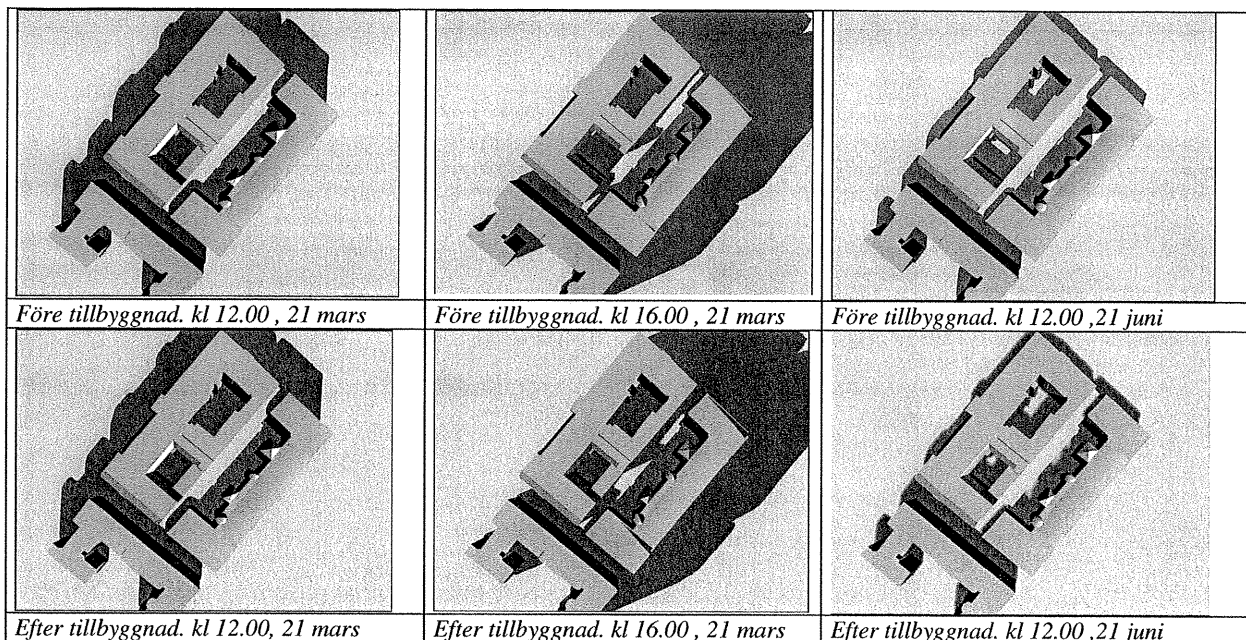 Före tillbyggnad. kl 12.00 , 21 mars
Före tillbyggnad. kl 16.00 , 21 mars
Före tillbyggnad. kl 12.00 ,21 juni
Efter tillbyggnad. kl 12.00, 21 mars
Efter tillbyggnad. kl 16.00 , 21 mars
Efter tillbyggnad. kl 12.00 ,21 juni